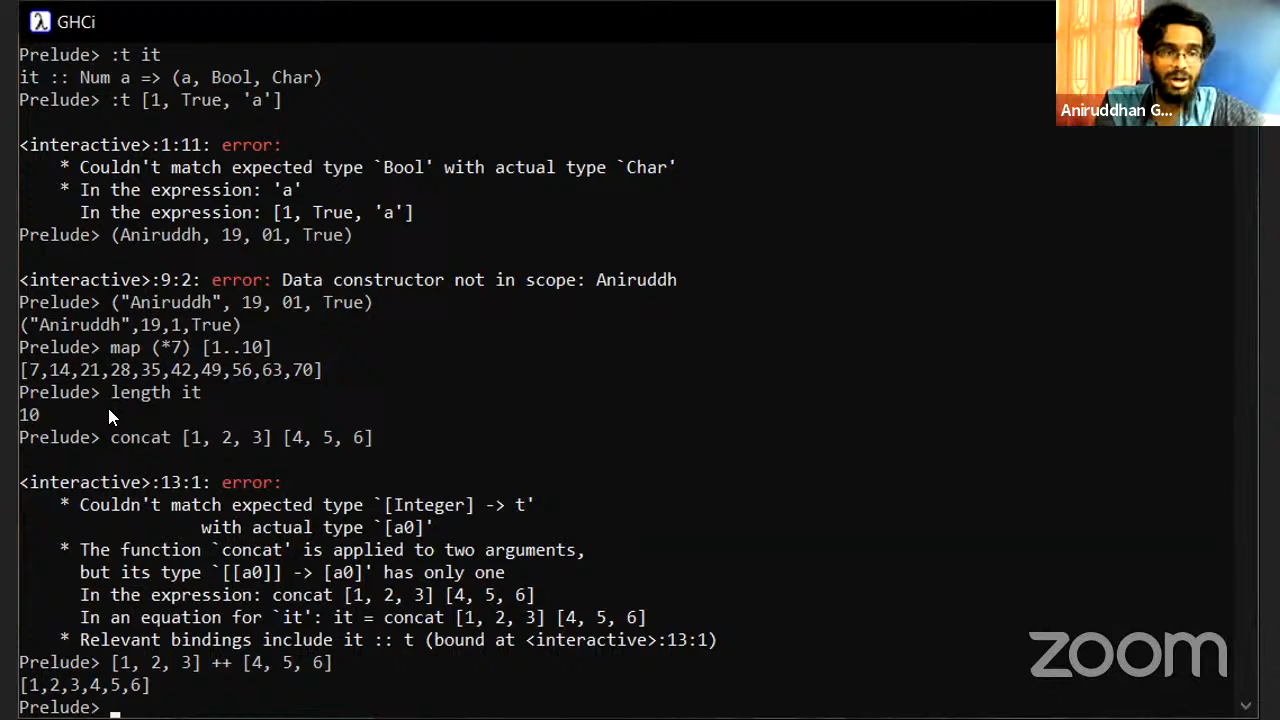 GHCi
Prelude> :t it
it :: Num a => (a, Bool, Char)
Prelude> :t [1, True, 'a']
<interactive>:1:11: error:
* Couldn't match expected type `Bool' with actual type `Char'
* In the expression: 'a'
In the expression: [1, True, 'a']
Prelude> (Aniruddh, 19, 01, True)
<interactive>:9:2: error: Data constructor not in scope: Aniruddh
Prelude> ("Aniruddh", 19, 01, True)
("Aniruddh",19,1,True)
Prelude> map (*7) [1..10]
[7,14,21,28,35,42,49,56,63,70]
Prelude> length it
10
Prelude> concat [1, 2, 3] [4, 5, 6]
<interactive>:13:1: error:
* Couldn't match expected type `[Integer] -> t'
with actual type `[a0]'
* The function `concat' is applied to two arguments,
but its type `[[a0]] -> [a0]' has only one
In the expression: concat [1, 2, 3] [4, 5, 6]
In an equation for `it': it = concat [1, 2, 3] [4, 5, 6]
* Relevant bindings include it :: t (bound at <interactive>:13:1)
Prelude> [1, 2, 3] ++ [4, 5, 6]
[1,2,3,4,5,6]
Prelude>
Aniruddhan G...
zoom